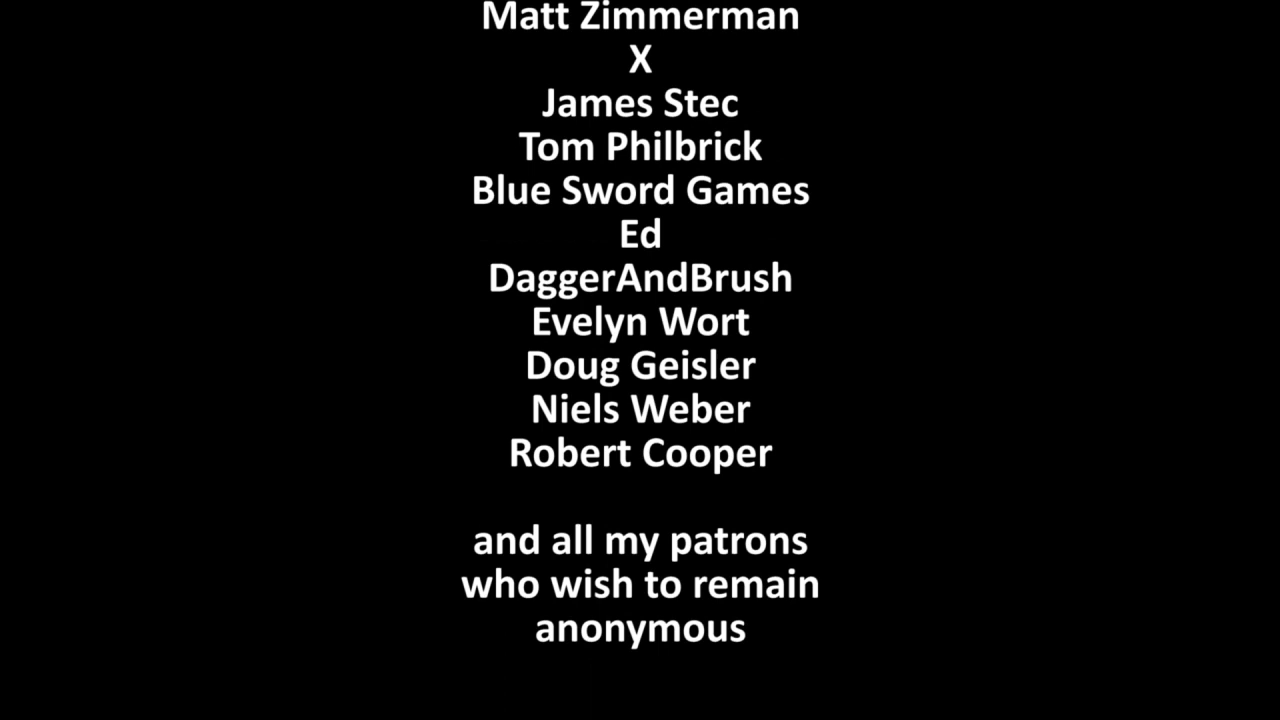 Matt Zimmerman
X
James Stec
Tom Philbrick
Blue Sword Games
Ed
DaggerAndBrush
Evelyn Wort
Doug Geisler
Niels Weber
Robert Cooper
and all my patrons
who wish to remain
anonymous